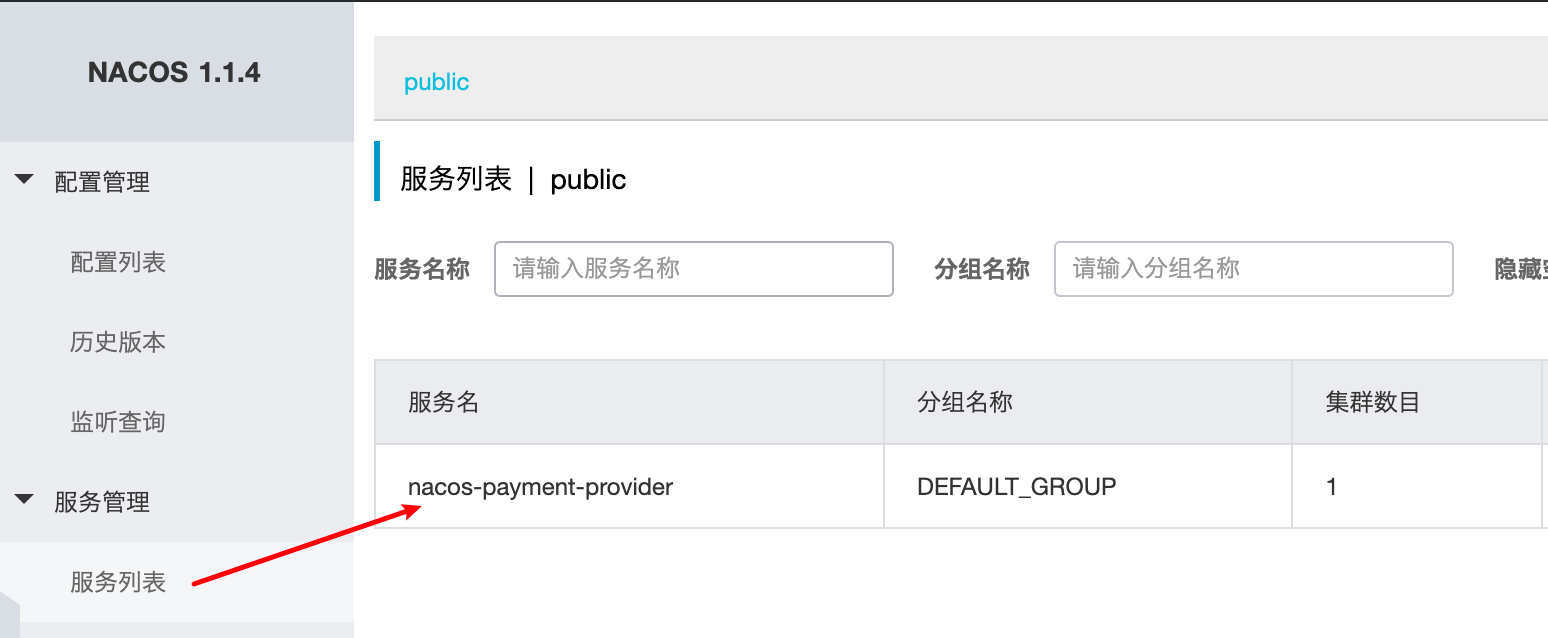 NACOS 1.1.4
配置管理
配置列表
历史版本
监听查询
服务管理
服务列表
public
服务列表 | public
服务名称 请输入服务名称 分组名称 请输入分组名称 隐藏
服务名 分组名称 集群数目
nacos-payment-provider DEFAULT_GROUP 1